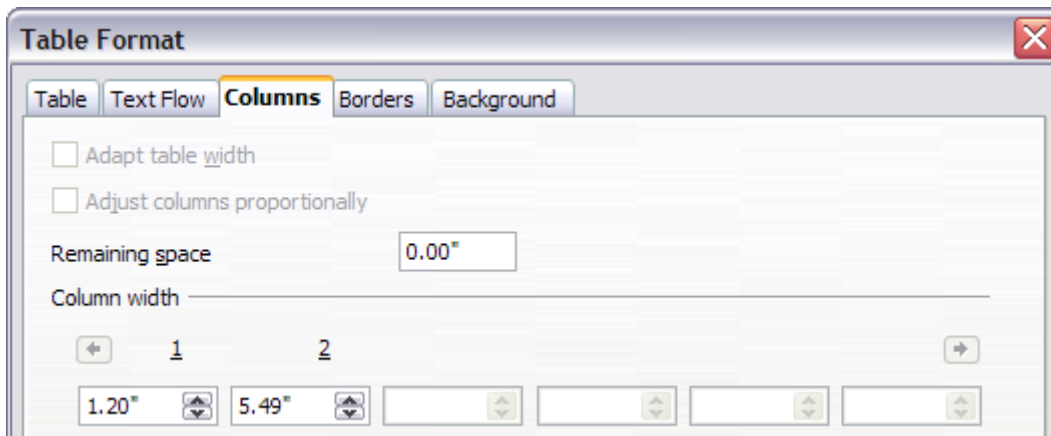 Table Format
Table Text Flow Columns Borders Background
Adapt table width
Adjust columns proportionally
Remaining space 0.00"
Column width
1 2
1.20" 5.49"